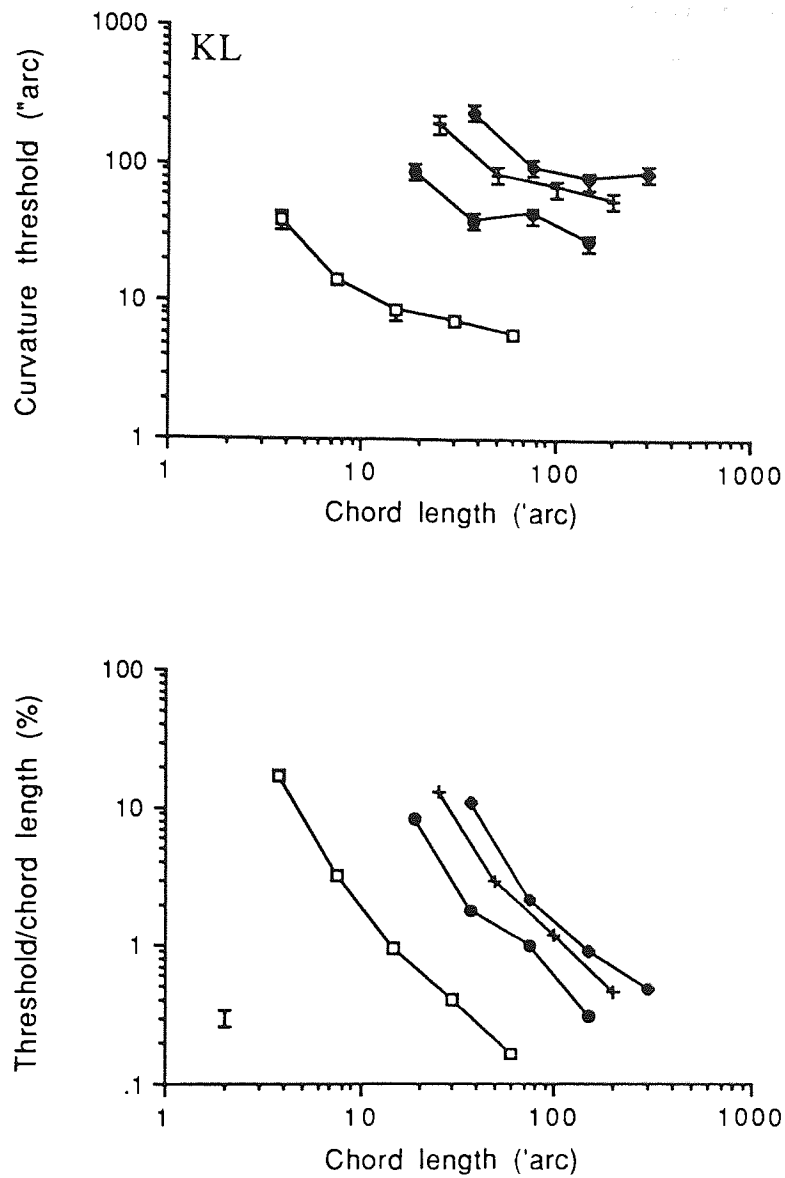 1000
KL
100
10
1
Curvature threshold ("arc)
1 10 100 1000
Chord length ('arc)
100
10
1
.1
Threshold/chord length (%)
1 10 100 1000
Chord length ('arc)